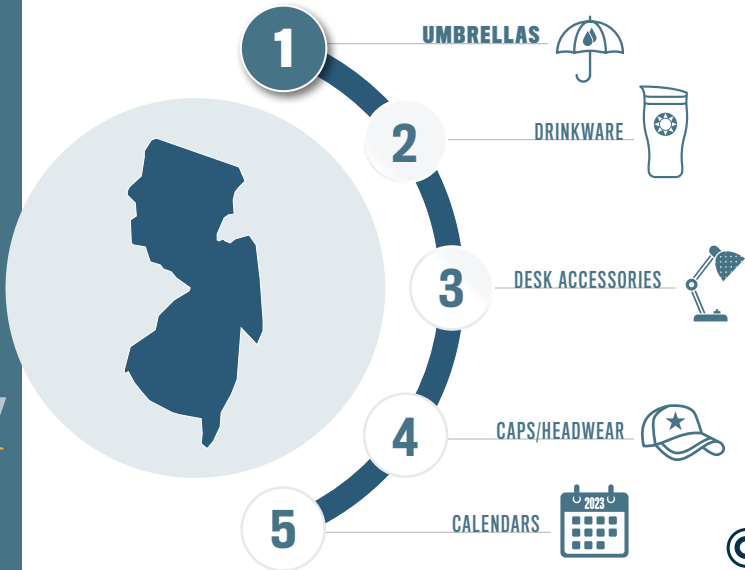 1
UMBRELLAS
2
DRINKWARE
3
DESK ACCESSORIES
4
CAPS/HEADWEAR
5
CALENDARS
2023